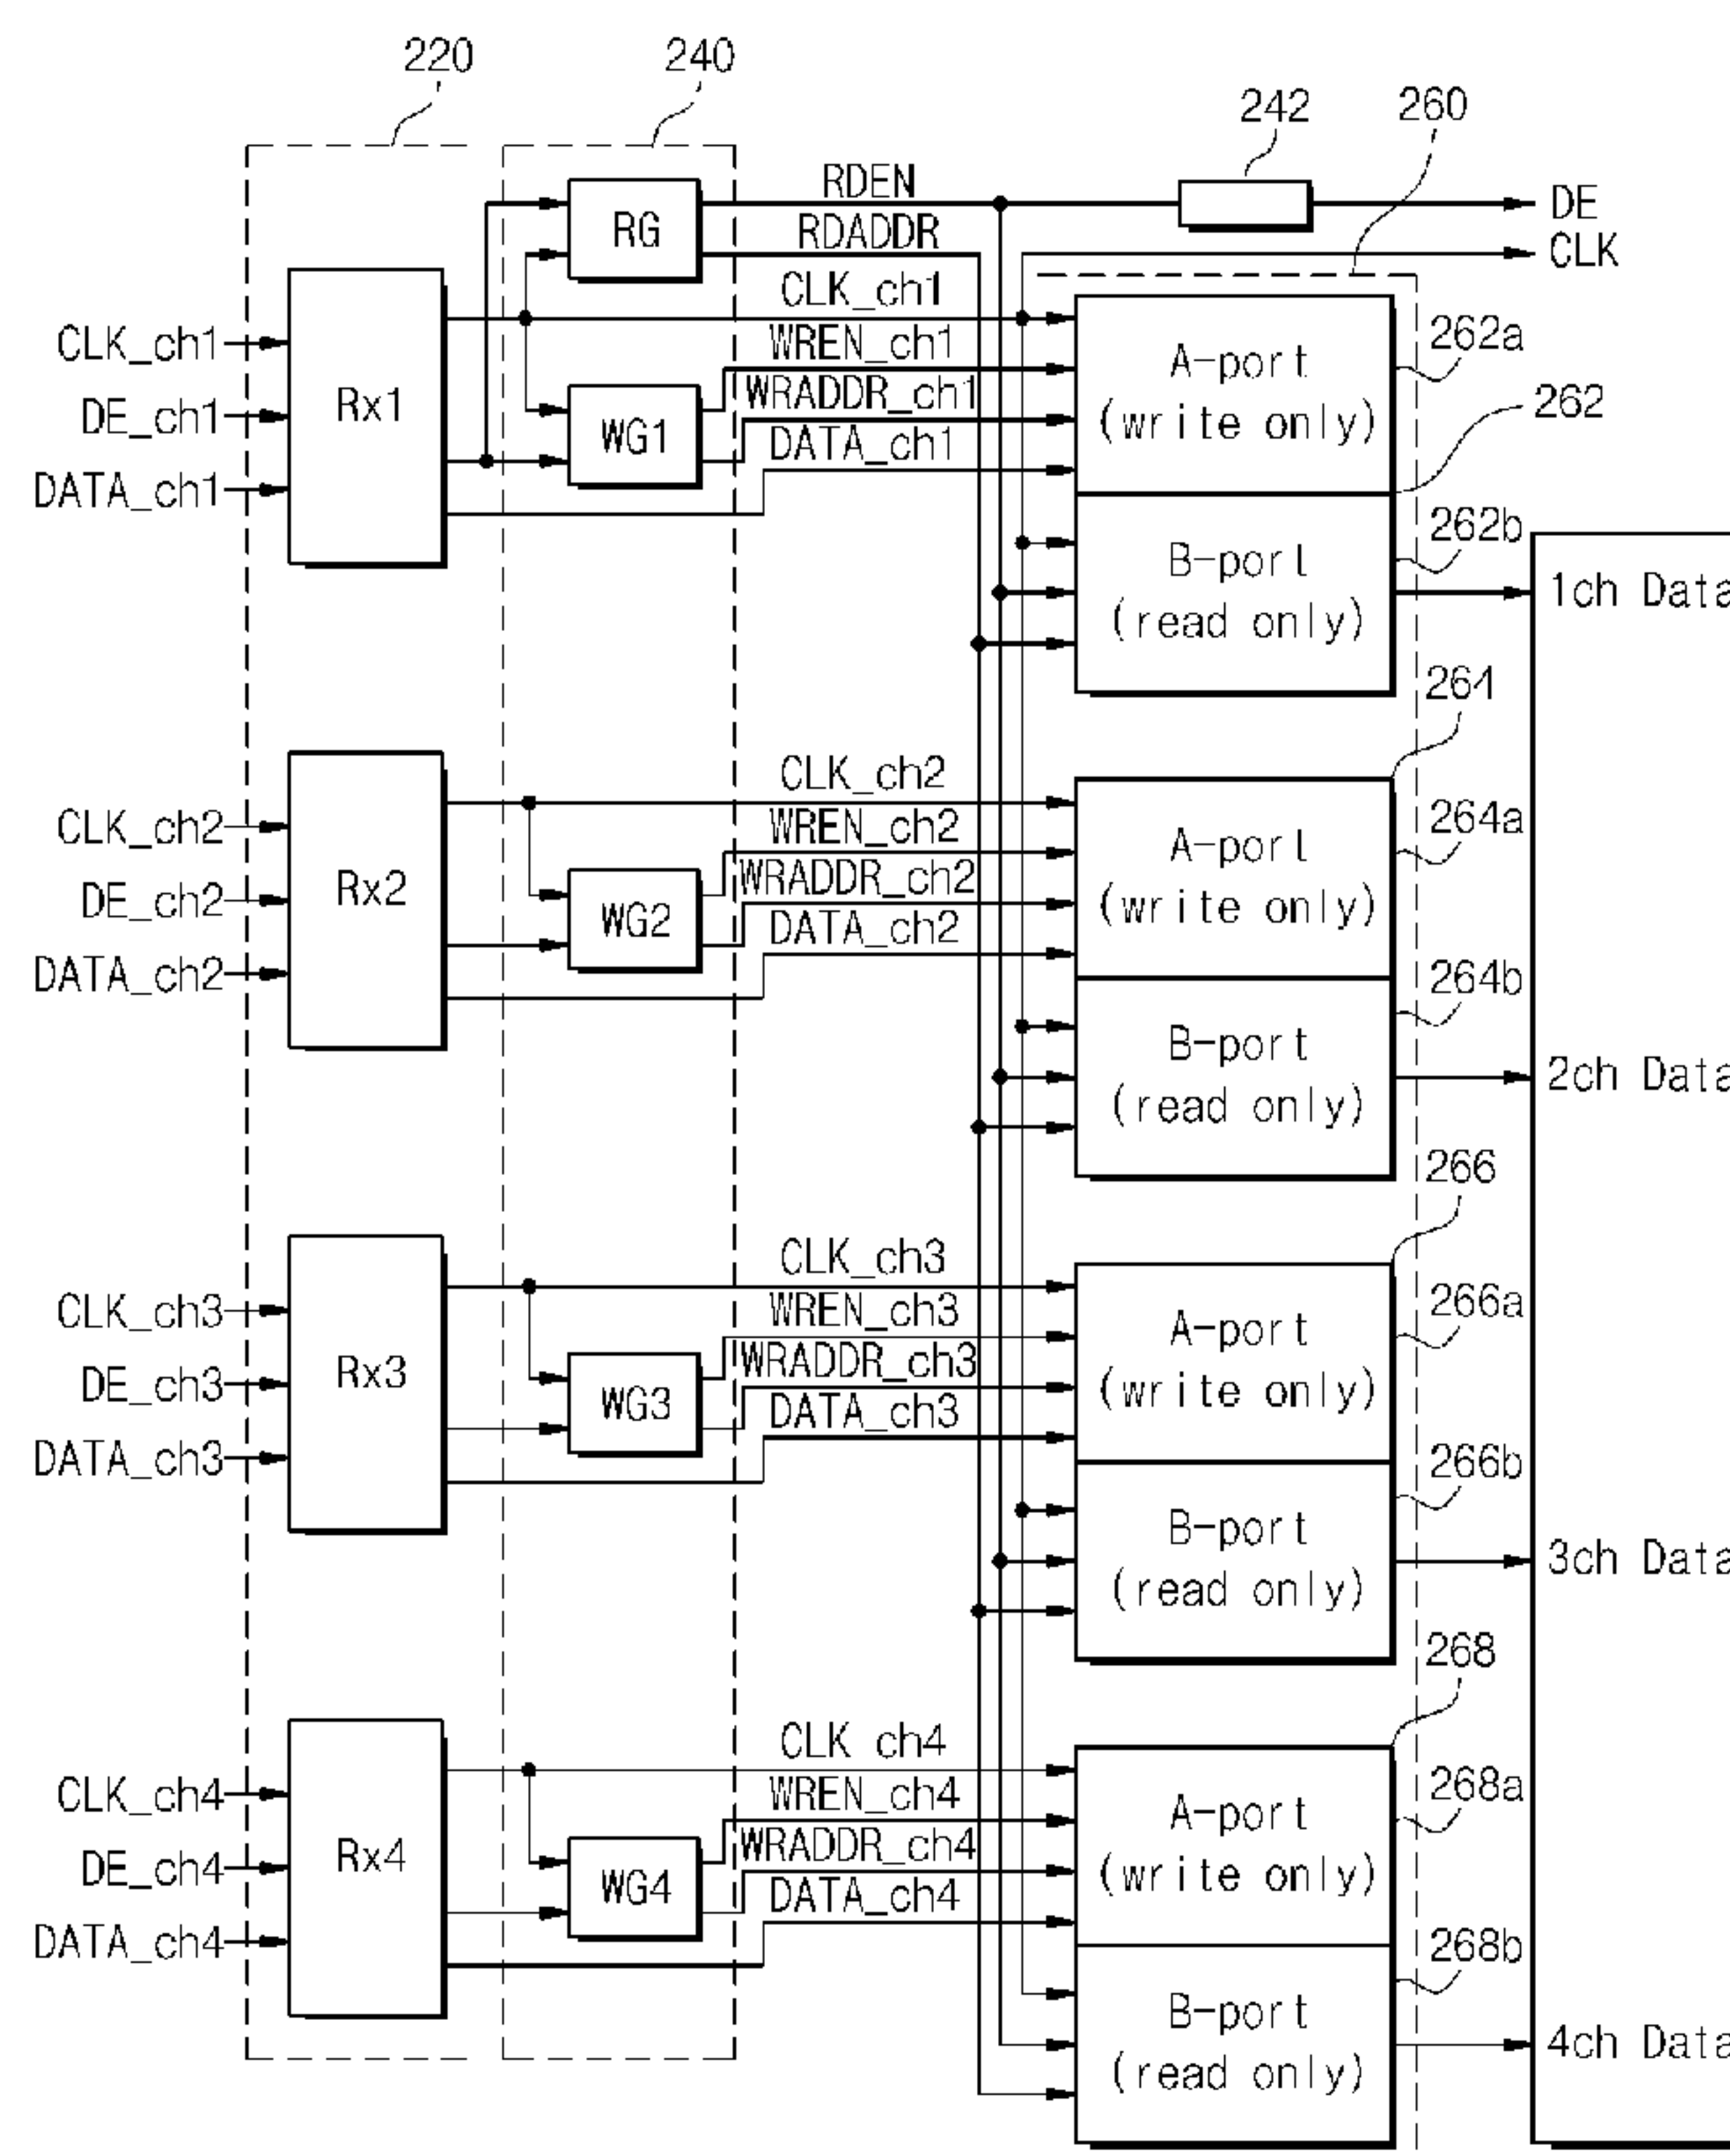 220
240
242
260
RDEN
DE
RG
RDADDR
CLK
CLK_ch1
WREN_ch1
262a
CLK_ch1
A-port
WRADDR_ch1
262
Rx1
DE_ch1
(write only)
WG1
DATA_ch1
DATA_ch1
262b
B-port
1ch Data
(read only)
264
CLK_ch2
264a
CLK_ch2
WREN_ch2
A-port
WRADDR_ch2
Rx2
DE_ch2
(write only)
WG2
DATA_ch2
DATA_ch2
264b
B-port
2ch Data
(read only)
266
CLK_ch3
266a
CLK_ch3
WREN_ch3
A-port
WRADDR_ch3
Rx3
DE_ch3
(write only)
WG3
DATA_ch3
DATA_ch3
266b
B-port
3ch Data
(read only)
268
CLK ch4
268a
CLK_ch4
WREN_ch4
A-port
WRADDR_ch4
Rx4
DE_ch4
(write only)
WG4
DATA_ch4
DATA_ch4
268b
B-port
4ch Data
(read only)